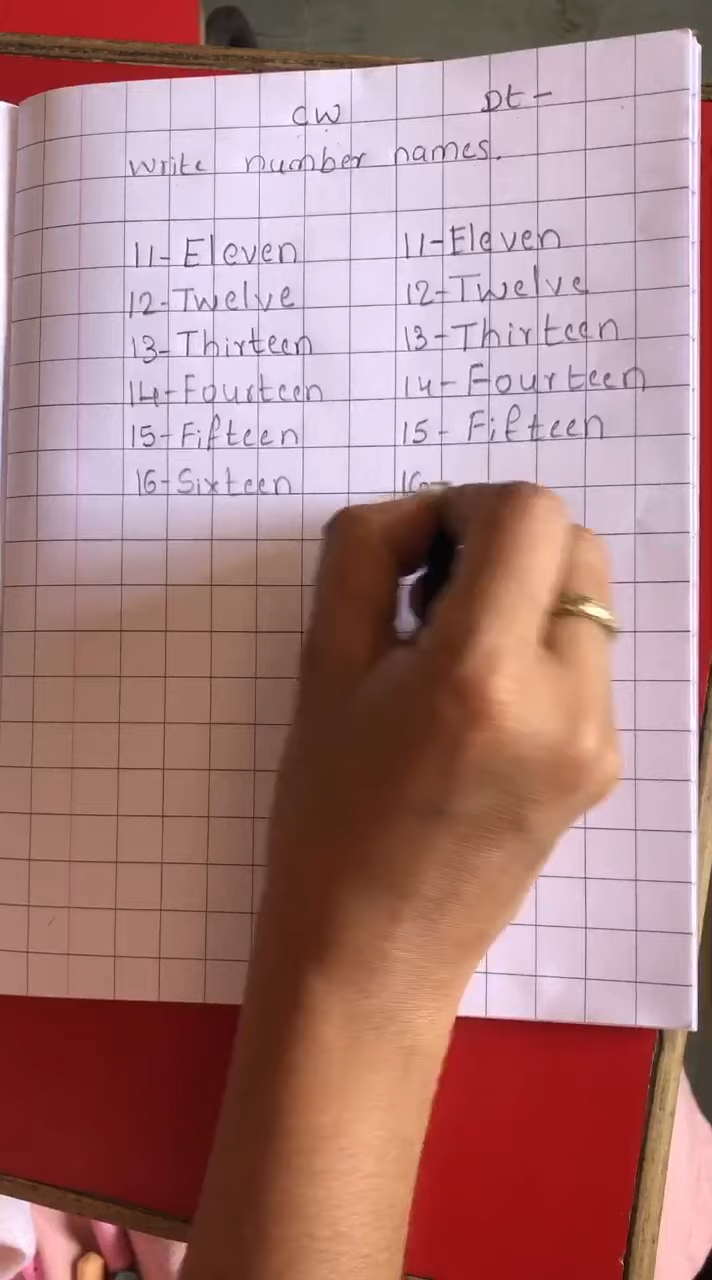 CW Dt-
Write number names.
11-Eleven 11-Eleven
12-Twelve 12-Twelve
13-Thirteen 13-Thirteen
14-Fourteen 14-Fourteen
15-Fifteen 15-Fifteen
16-Sixteen 16-